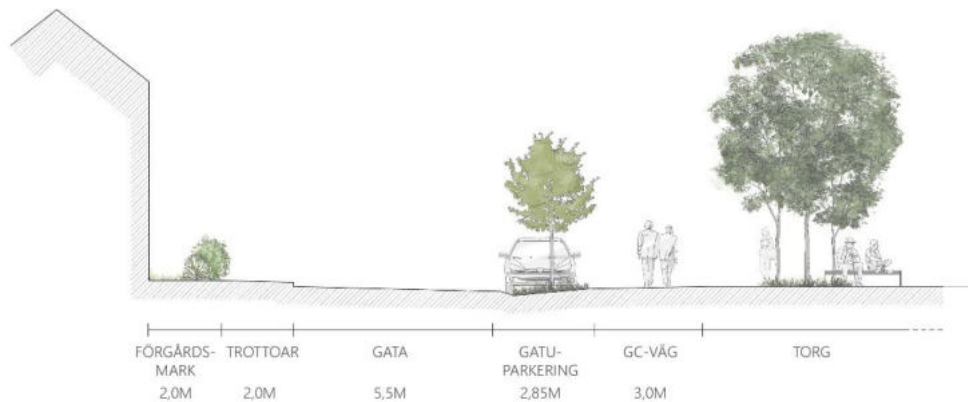 FÖRGÅRDS-
MARK
2,0M
TROTTOAR
2,0M
GATA
5,5M
GATU-
PARKERING
2,85M
GC-VÄG
3,0M
TORG